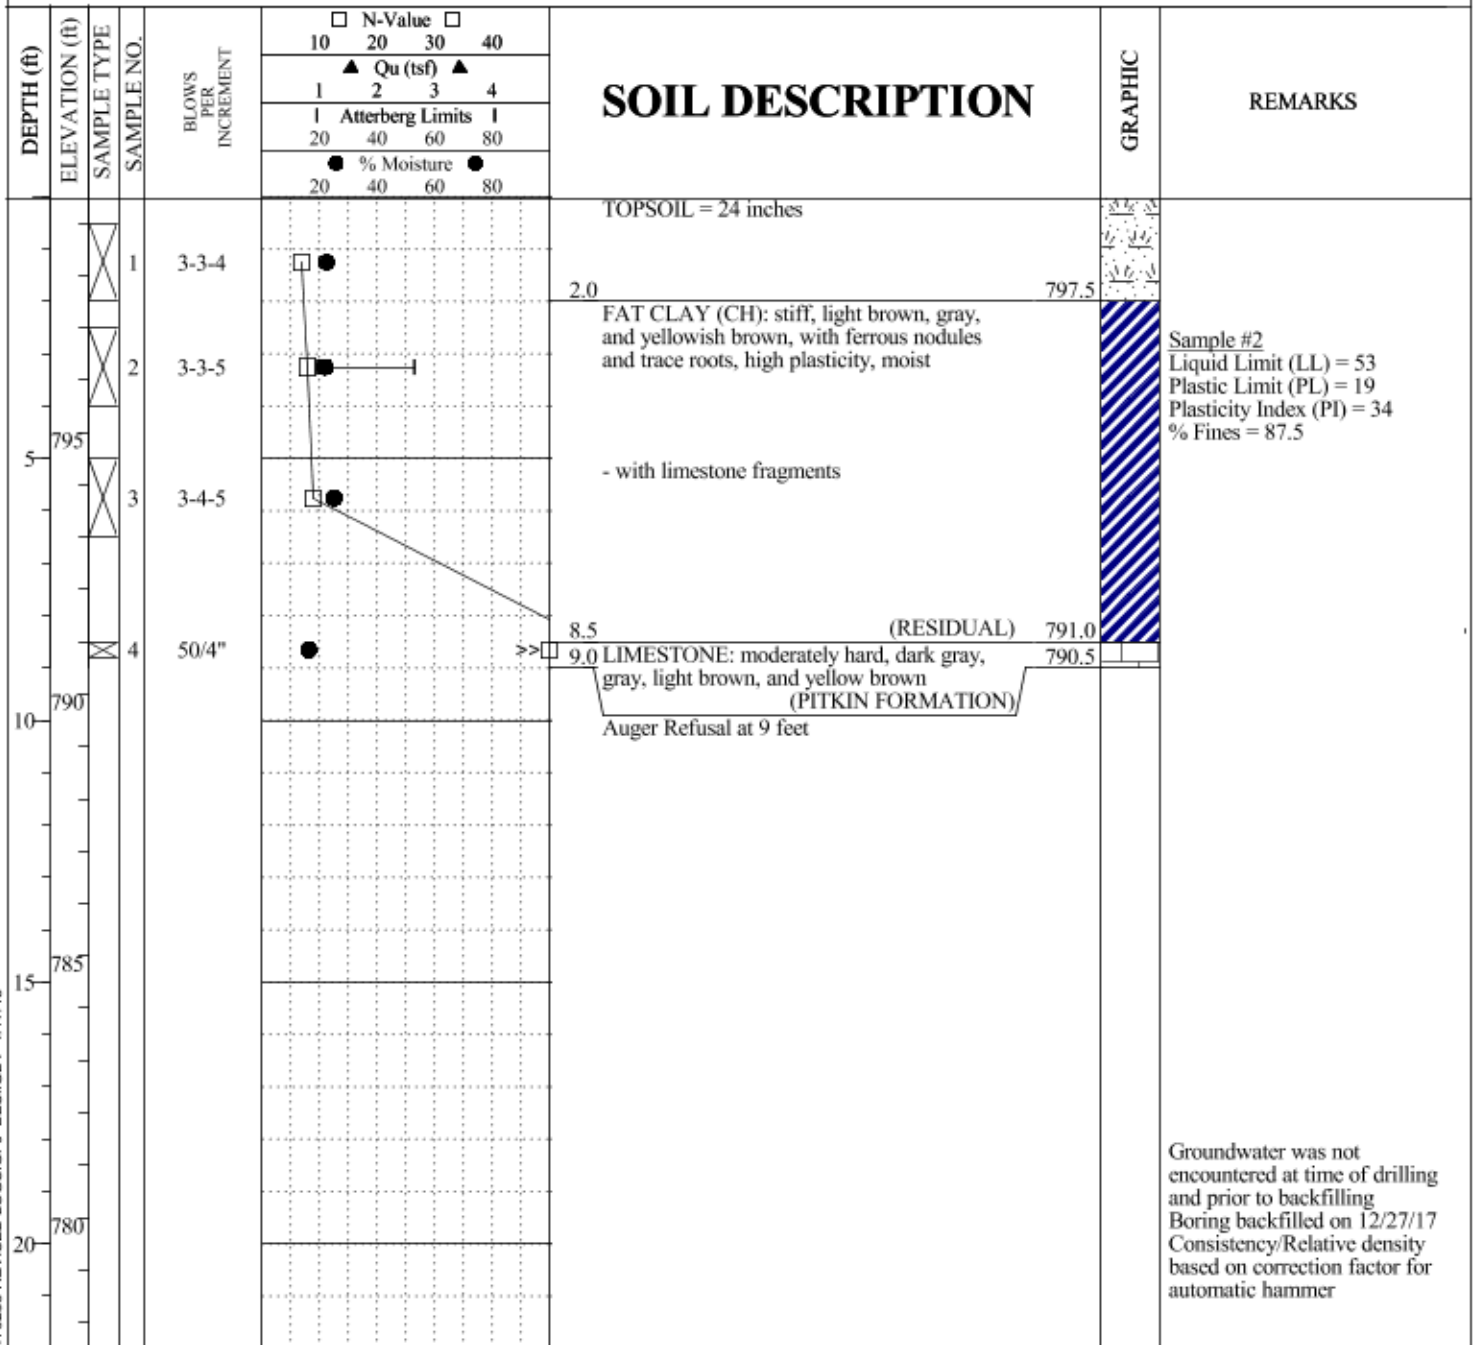 DEPTH (ft)
ELEVATION (ft)
SAMPLE TYPE
SAMPLE NO.
BLOWS
PER
INCREMENT
N-Value
10 20 30 40
Qu (tsf)
1 2 3 4
Atterberg Limits
20 40 60 80
% Moisture
20 40 60 80
SOIL DESCRIPTION
GRAPHIC
REMARKS
TOPSOIL = 24 inches
1 3-3-4
2.0 797.5
FAT CLAY (CH): stiff, light brown, gray,
and yellowish brown, with ferrous nodules
and trace roots, high plasticity, moist
2 3-3-5
Sample #2
Liquid Limit (LL) = 53
Plastic Limit (PL) = 19
Plasticity Index (PI) = 34
% Fines = 87.5
795
5
- with limestone fragments
3 3-4-5
8.5 (RESIDUAL) 791.0
4 50/4" >>
9.0 LIMESTONE: moderately hard, dark gray, 790.5
gray, light brown, and yellow brown
790 (PITKIN FORMATION)
10
Auger Refusal at 9 feet
785
15
780
20
Groundwater was not
encountered at time of drilling
and prior to backfilling
Boring backfilled on 12/27/17
Consistency/Relative density
based on correction factor for
automatic hammer